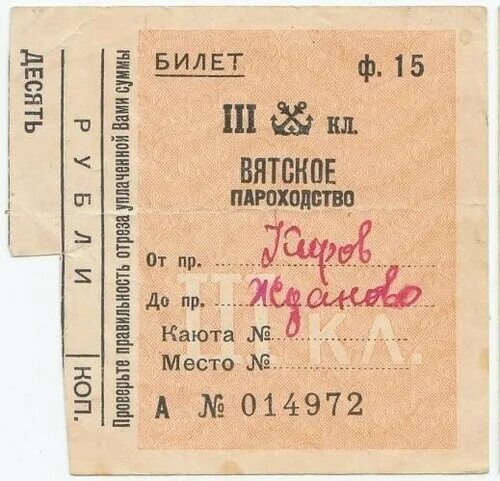 БИЛЕТ ф. 15
III кл.
ВЯТСКОЕ
ПАРОХОДСТВО
От пр. Киров
До пр. Жданово
III КЛ.
Каюта №
Место №
А № 014972
Проверьте правильность отреза уплаченной Вами суммы
РУБЛИ КОП.
ДЕСЯТЬ